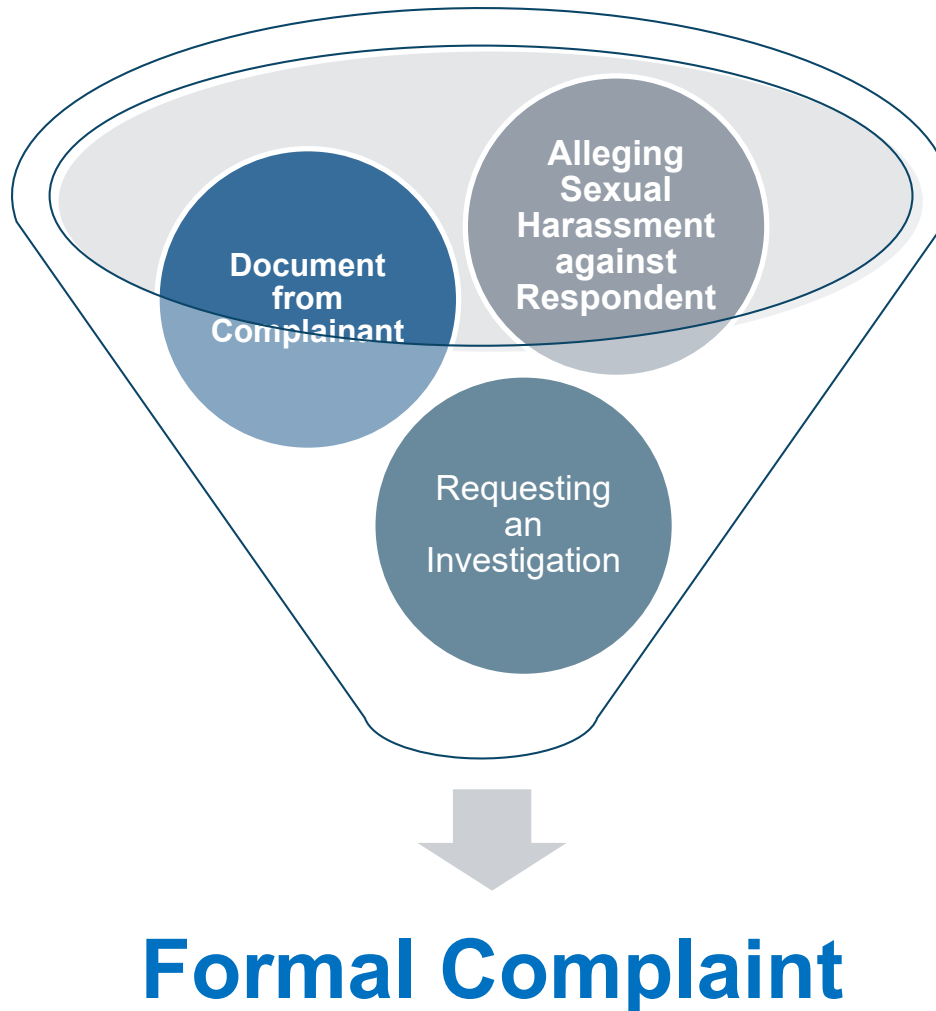 Document
from
Complainant
Alleging
Sexual
Harassment
against
Respondent
Requesting
an
Investigation
Formal Complaint